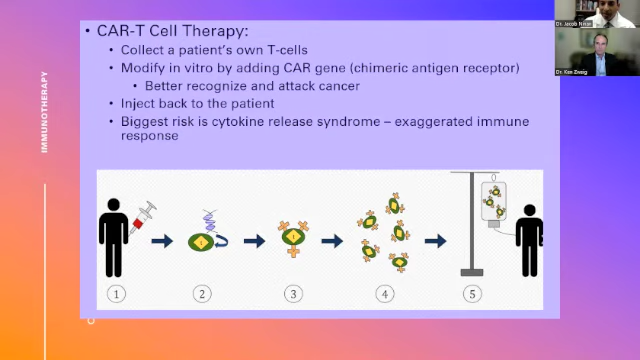 IMMUNOTHERAPY
• CAR-T Cell Therapy:
• Collect a patient's own T-cells
• Modify in vitro by adding CAR gene (chimeric antigen receptor)
• Better recognize and attack cancer
• Inject back to the patient
• Biggest risk is cytokine release syndrome – exaggerated immune
response
1
2
3
4
5
Dr. Jacob
Dr. Ken Zweig